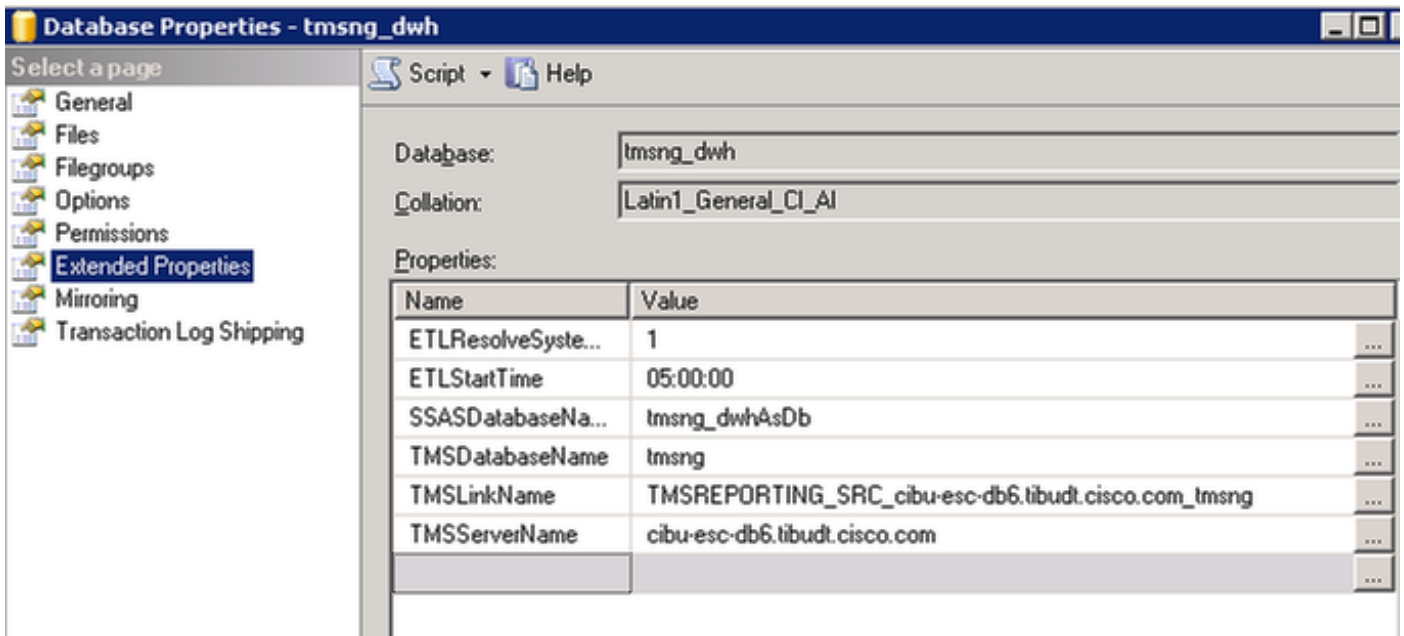 Database Properties - tmsng_dwh
Select a page
General
Files
Filegroups
Options
Permissions
Extended Properties
Mirroring
Transaction Log Shipping
Script Help
Database: tmsng_dwh
Collation: Latin1_General_CI_AI
Properties:
Name Value
ETLResolveSyste... 1 ...
ETLStartTime 05:00:00 ...
SSASDatabaseNa... tmsng_dwhAsDb ...
TMSDatabaseName tmsng ...
TMSLinkName TMSREPORTING_SRC_cibu-esc-db6.tibudt.cisco.com_tmsng ...
TMSServerName cibu-esc-db6.tibudt.cisco.com ...
...